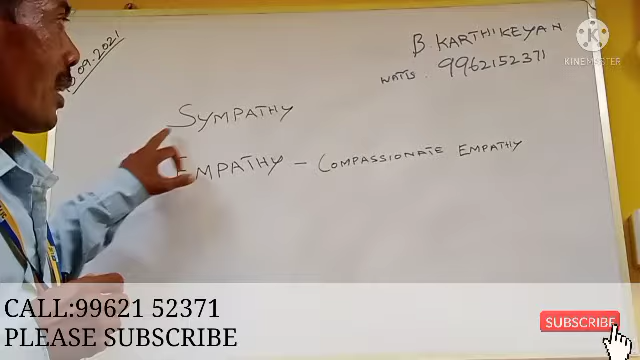 .09.2021
B. KARTHIKEYAN
WATTS. 9962152371
KINEMASTER
SYMPATHY
EMPATHY - COMPASSIONATE EMPATHY
CALL:99621 52371
PLEASE SUBSCRIBE
SUBSCRIBE